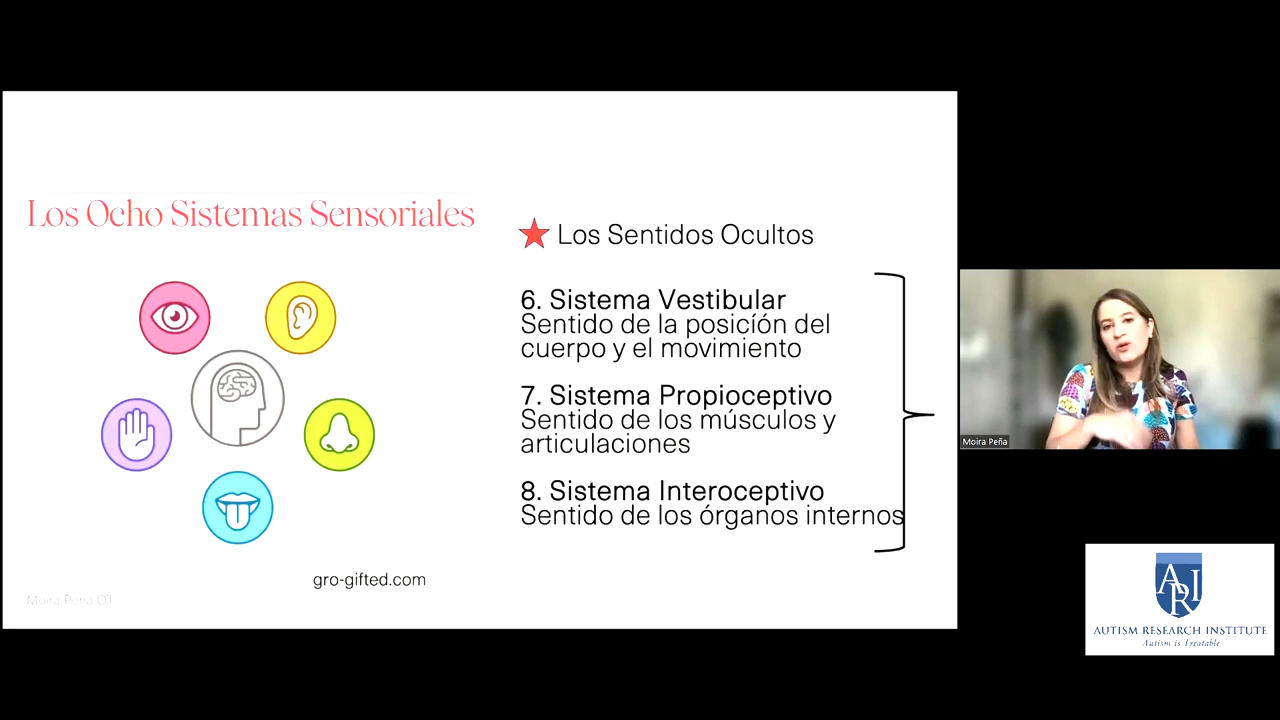 Los Ocho Sistemas Sensoriales
Los Sentidos Ocultos
6. Sistema Vestibular
Sentido de la posicíón del
cuerpo y el movimiento
7. Sistema Propioceptivo
Sentido de los músculos y
articulaciones
8. Sistema Interoceptivo
Sentido de los órganos internos
gro-gifted.com
Moira Peña OT
Moira Peña
ARI
AUTISM RESEARCH INSTITUTE
Autism is Treatable